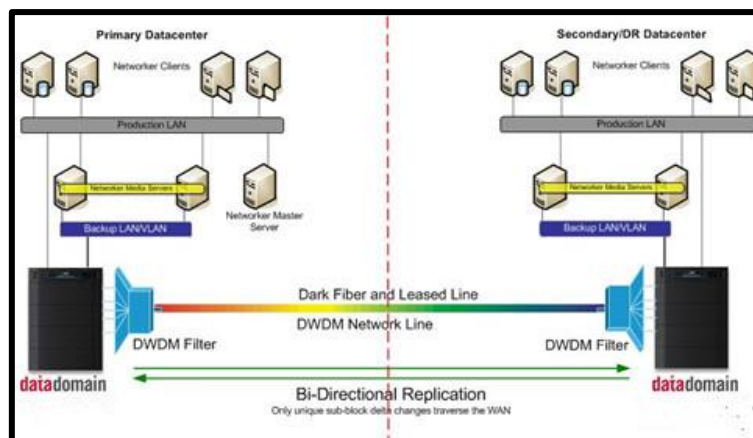 Primary Datacenter
Secondary/DR Datacenter
Networker Clients
Networker Clients
Production LAN
Production LAN
Networker Media Servers
Networker Media Servers
Networker Master
Server
Backup LAN/VLAN
Backup LAN/VLAN
Dark Fiber and Leased Line
DWDM Network Line
DWDM Filter
DWDM Filter
datadomain
datadomain
Bi-Directional Replication
Only unique sub-block delta changes traverse the WAN